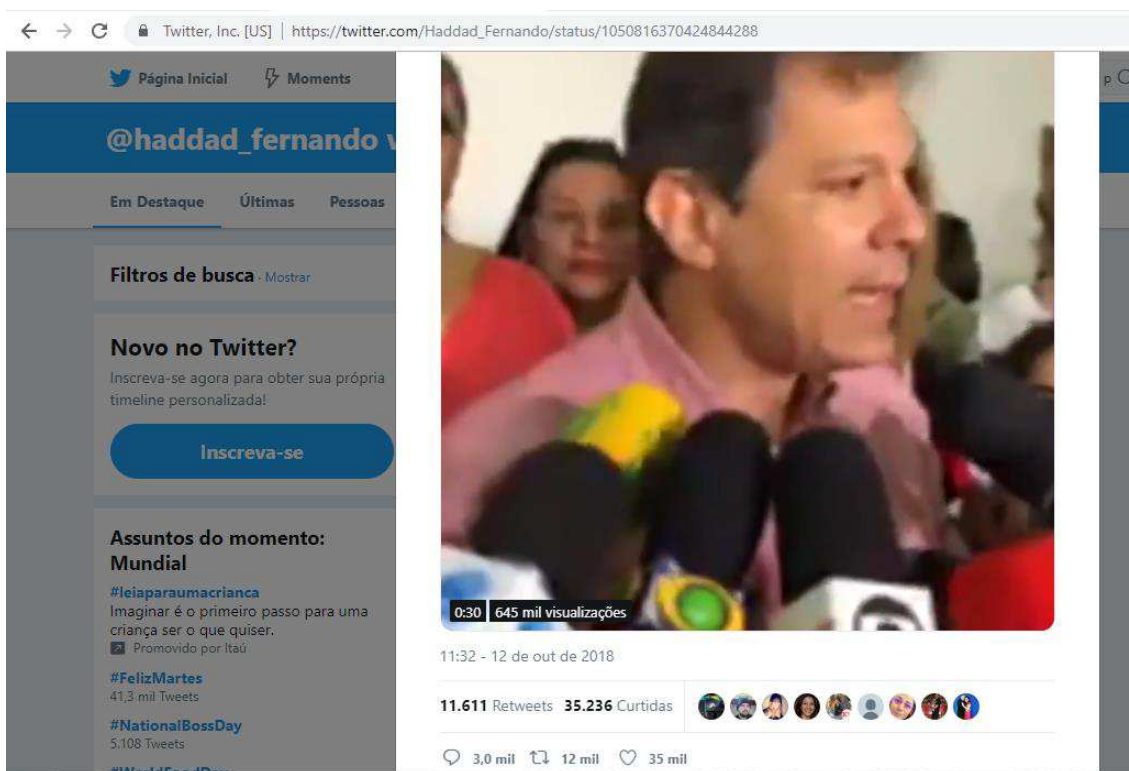 Twitter, Inc. [US] | https://twitter.com/Haddad_Fernando/status/1050816370424844288
Página Inicial Moments
@haddad_fernando v
Em Destaque Últimas Pessoas
Filtros de busca · Mostrar
Novo no Twitter?
Inscreva-se agora para obter sua própria
timeline personalizada!
Inscreva-se
Assuntos do momento:
Mundial
#leiaparaumacrianca
Imaginar é o primeiro passo para uma
criança ser o que quiser.
Promovido por Itaú
#FelizMartes
41,3 mil Tweets
#NationalBossDay
5.108 Tweets
#WorldFoodDay
0:30 645 mil visualizações
11:32 - 12 de out de 2018
11.611 Retweets 35.236 Curtidas
3,0 mil 12 mil 35 mil